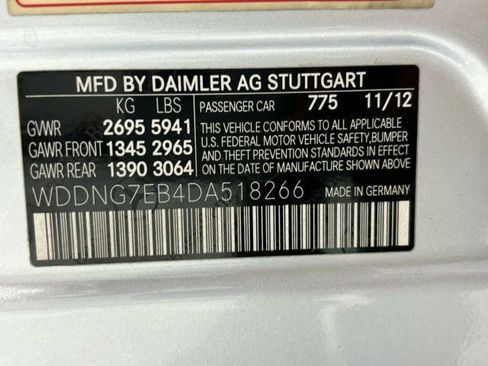 MFD BY DAIMLER AG STUTTGART
KG LBS
PASSENGER CAR 775 11/12
GVWR 2695 5941
GAWR FRONT 1345 2965
GAWR REAR 1390 3064
THIS VEHICLE CONFORMS TO ALL APPLICABLE
U.S. FEDERAL MOTOR VEHICLE SAFETY,BUMPER
AND THEFT PREVENTION STANDARDS IN EFFECT
ON THE DATE OF MANUFACTURE SHOWN ABOVE
WDDNG7EB4DA518266
MADE IN GERMANY